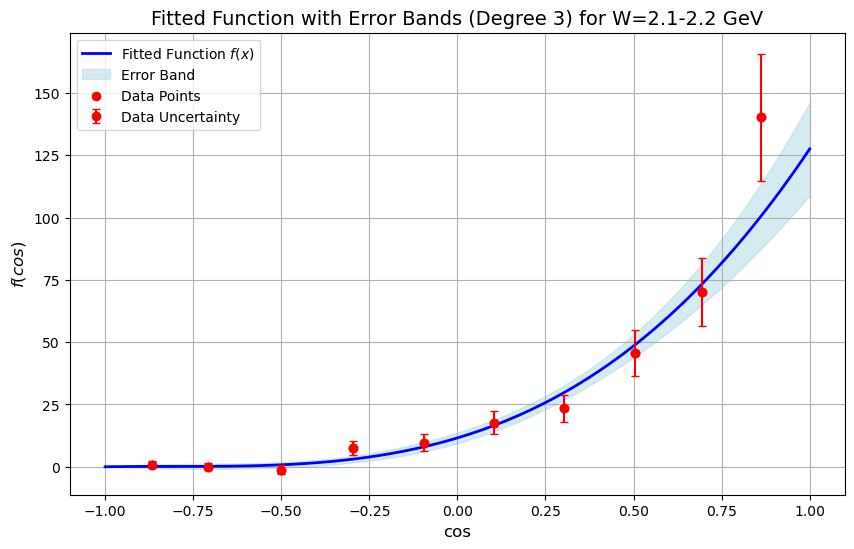 Fitted Function with Error Bands (Degree 3) for W=2.1-2.2 GeV
Fitted Function f(x)
Error Band
Data Points
Data Uncertainty
150
125
100
75
50
25
0
f(cos)
−1.00
−0.75
−0.50
−0.25
0.00
0.25
0.50
0.75
1.00
cos